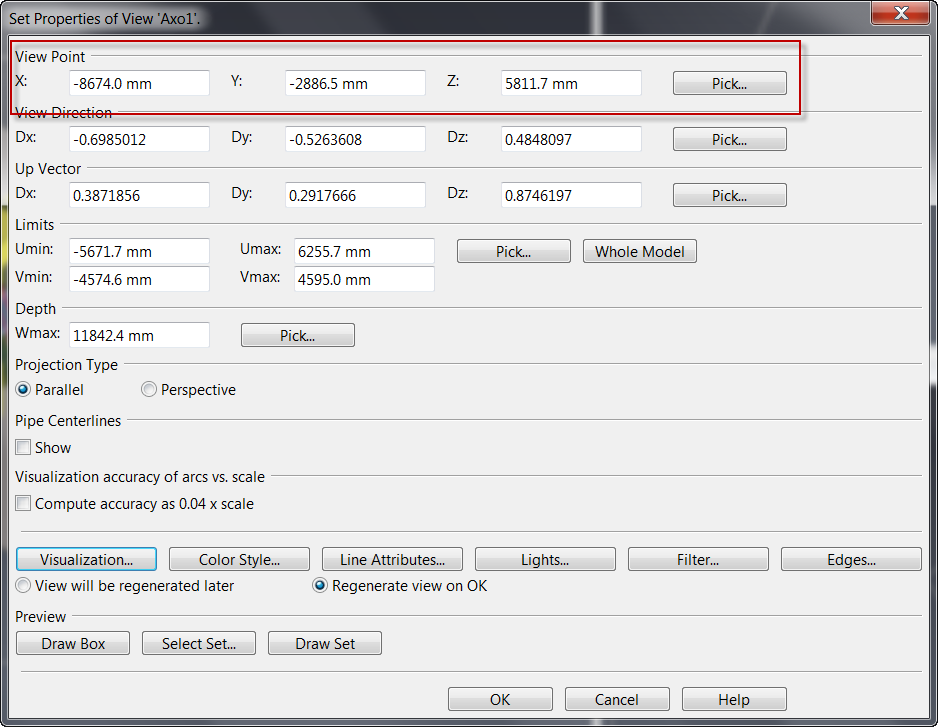 Set Properties of View 'Axo1'.
View Point
X: -8674.0 mm Y: -2886.5 mm Z: 5811.7 mm Pick...
View Direction
Dx: -0.6985012 Dy: -0.5263608 Dz: 0.4848097 Pick...
Up Vector
Dx: 0.3871856 Dy: 0.2917666 Dz: 0.8746197 Pick...
Limits
Umin: -5671.7 mm Umax: 6255.7 mm Pick... Whole Model
Vmin: -4574.6 mm Vmax: 4595.0 mm
Depth
Wmax: 11842.4 mm Pick...
Projection Type
Parallel Perspective
Pipe Centerlines
Show
Visualization accuracy of arcs vs. scale
Compute accuracy as 0.04 x scale
Visualization... Color Style... Line Attributes... Lights... Filter... Edges...
View will be regenerated later Regenerate view on OK
Preview
Draw Box Select Set... Draw Set
OK Cancel Help